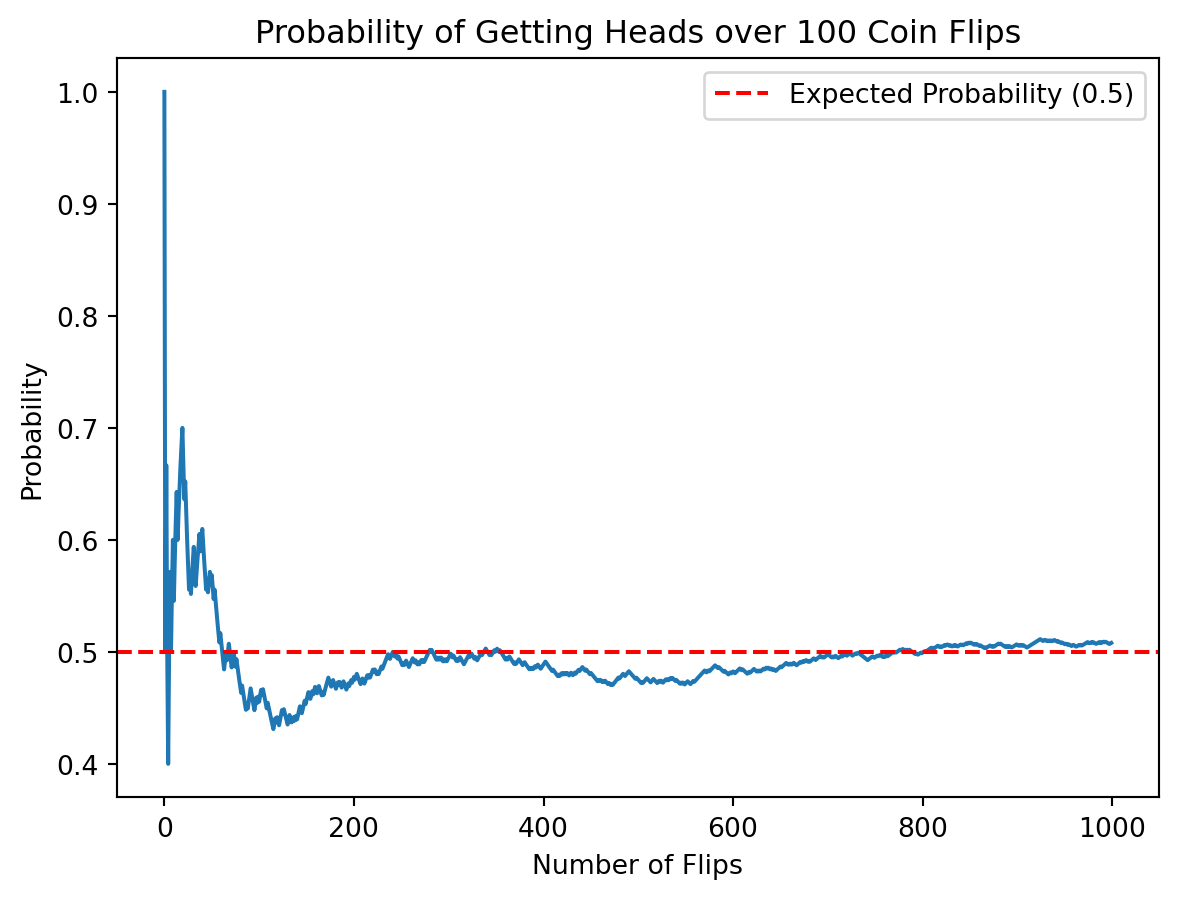 Probability of Getting Heads over 100 Coin Flips
Expected Probability (0.5)
Probability
1.0
0.9
0.8
0.7
0.6
0.5
0.4
0 200 400 600 800 1000
Number of Flips